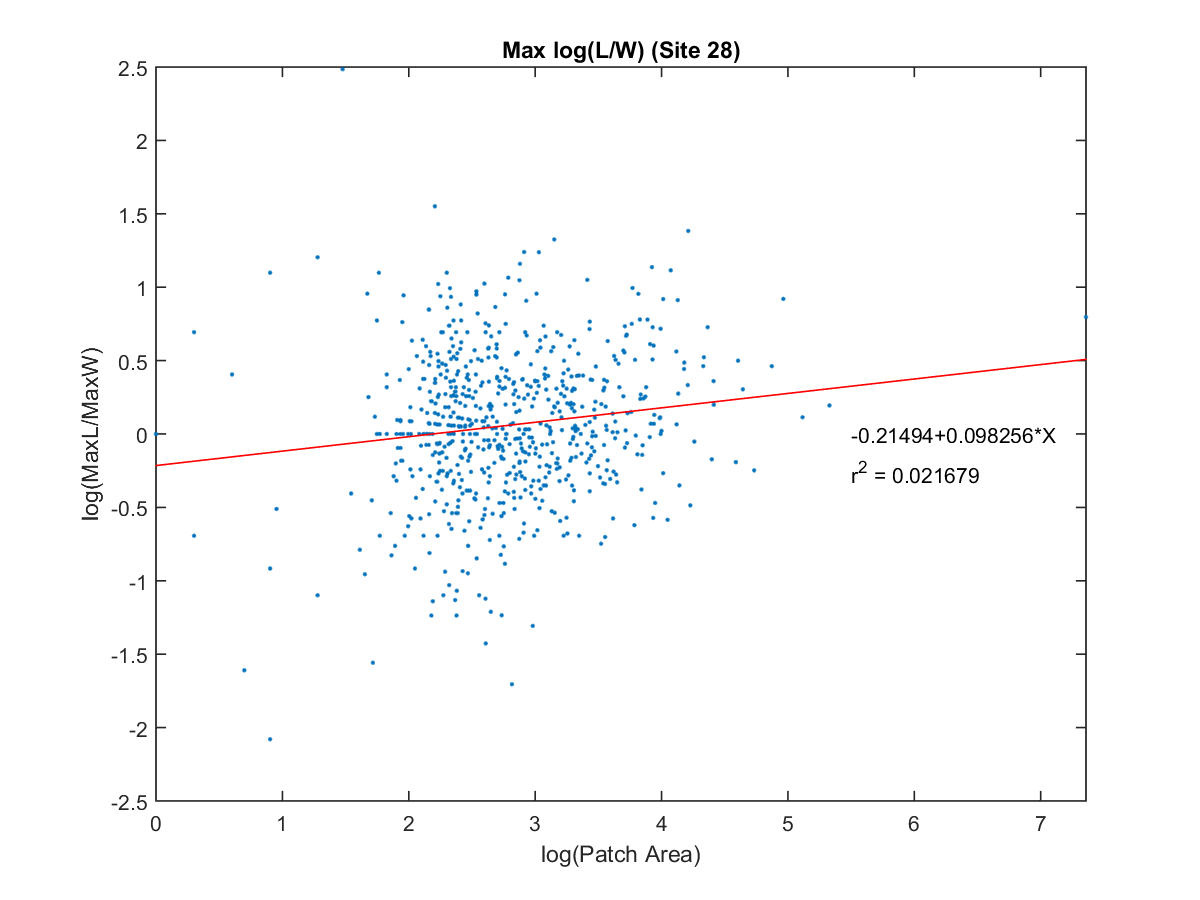 Max log(L/W) (Site 28)
log(MaxL/MaxW)
2.5
2
1.5
1
0.5
0
-0.5
-1
-1.5
-2
-2.5
-0.21494+0.098256*X
r2 = 0.021679
0 1 2 3 4 5 6 7
log(Patch Area)